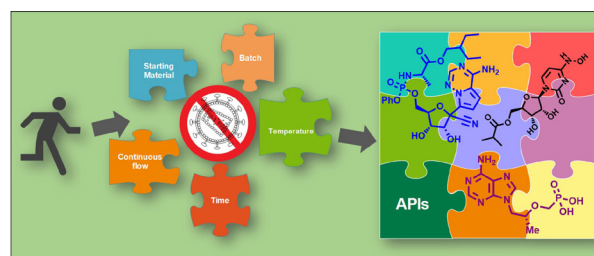 Starting
Material
Batch
Continuous
flow
Temperature
Time
O
O
HN
NH₂
O
P
PhO
O
N
N
N
O
HO
OH
N
OH
HN
N
O
O
O
O
HO
OH
NH₂
N
N
N
N
O
O
P
OH
OH
Me
APIs